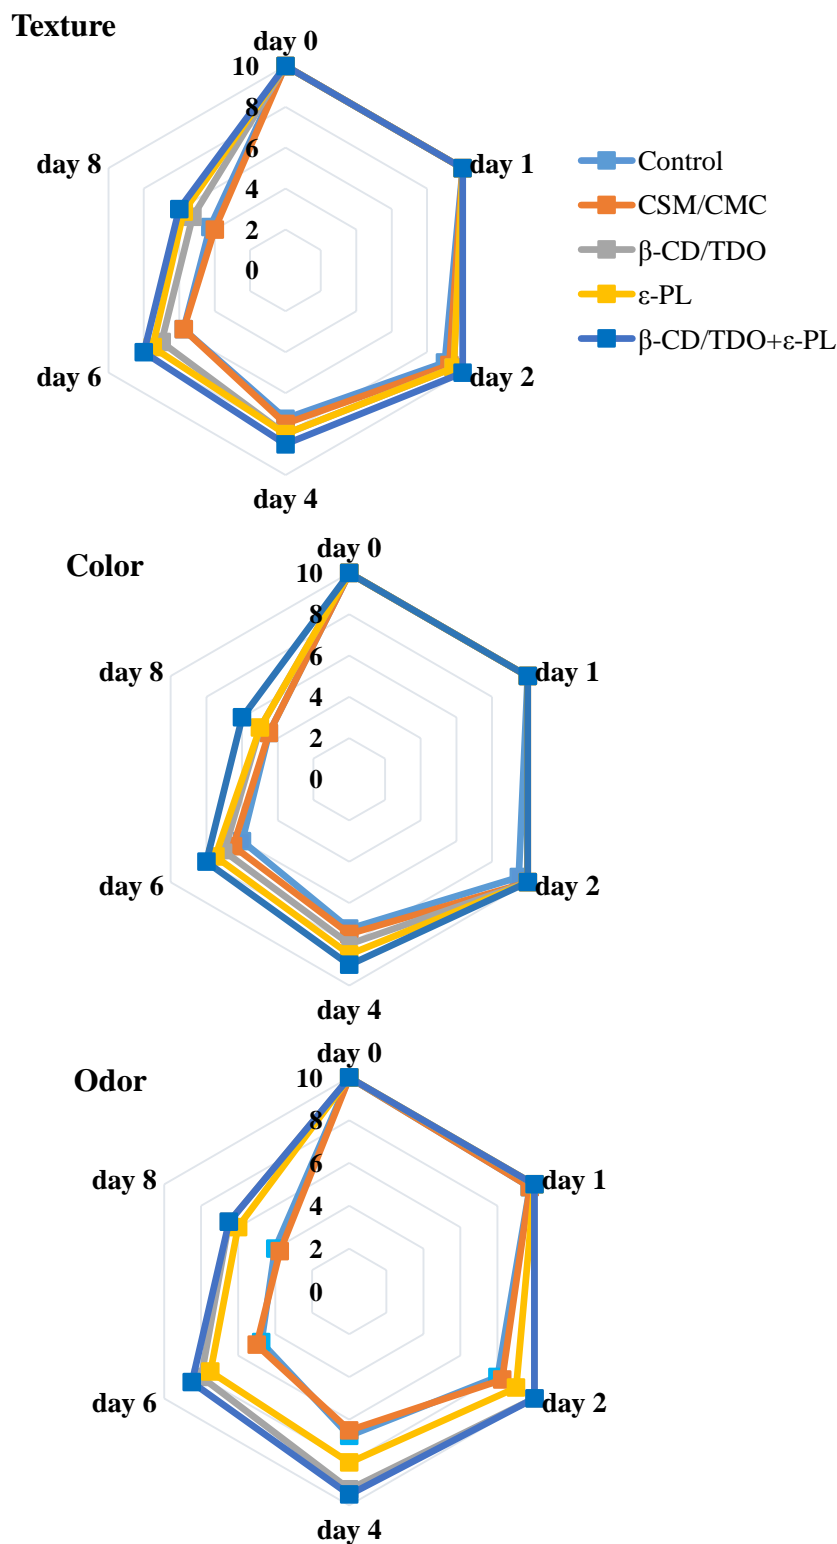 Texture
day 0
10
8
6
4
2
0
day 8
day 1
day 6
day 2
day 4
Control
CSM/CMC
β-CD/TDO
ε-PL
β-CD/TDO+ε-PL
Color
day 0
10
8
6
4
2
0
day 8
day 1
day 6
day 2
day 4
Odor
day 0
10
8
6
4
2
0
day 8
day 1
day 6
day 2
day 4